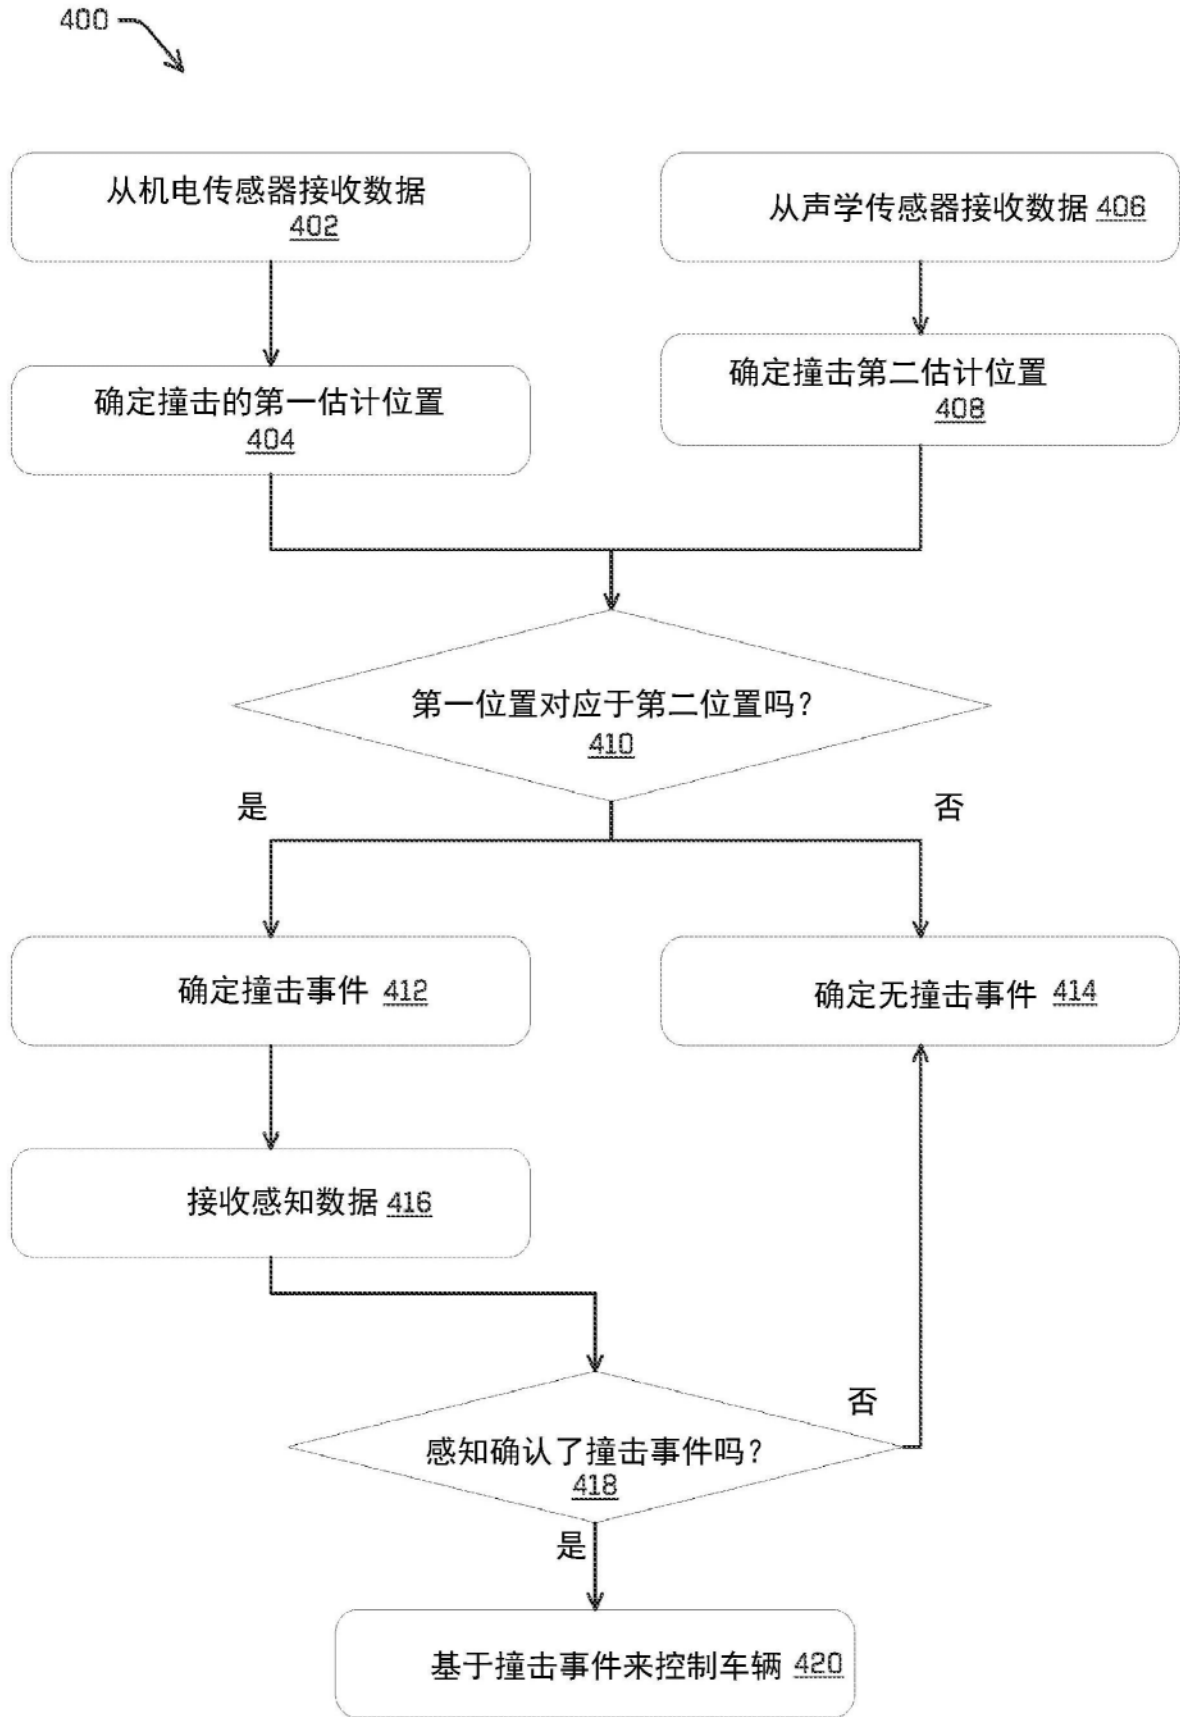 400
从机电传感器接收数据
402
从声学传感器接收数据 406
确定撞击的第一估计位置
404
确定撞击第二估计位置
408
第一位置对应于第二位置吗?
410
是
否
确定撞击事件 412
确定无撞击事件 414
接收感知数据 416
否
感知确认了撞击事件吗?
418
是
基于撞击事件来控制车辆 420